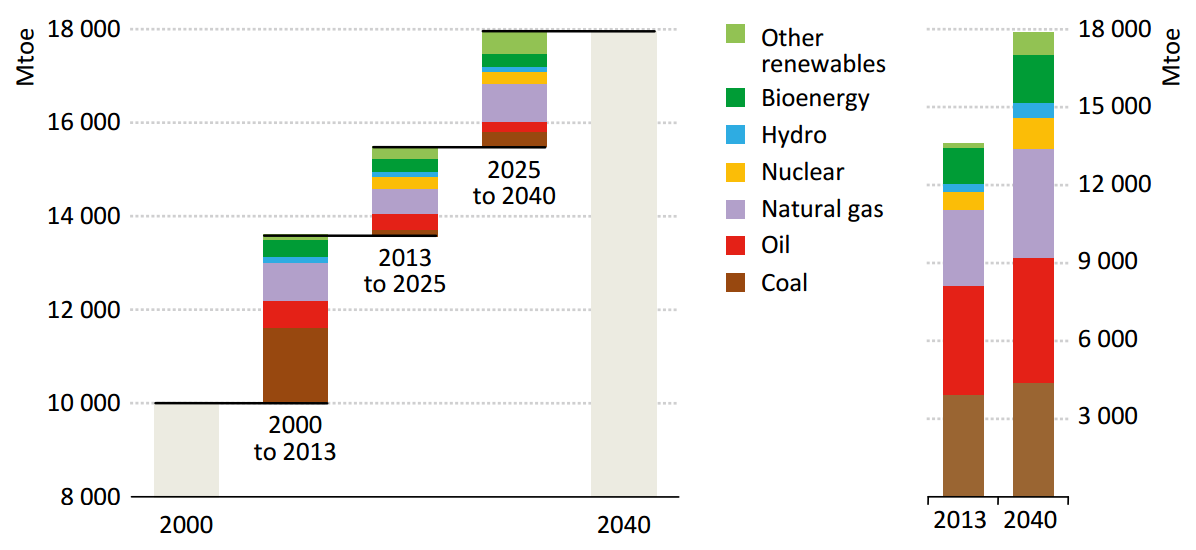 Mtoe
18 000
16 000
14 000
12 000
10 000
8 000
2000
2000
to 2013
2013
to 2025
2025
to 2040
2040
Other
renewables
Bioenergy
Hydro
Nuclear
Natural gas
Oil
Coal
18 000
15 000
12 000
9 000
6 000
3 000
Mtoe
2013
2040